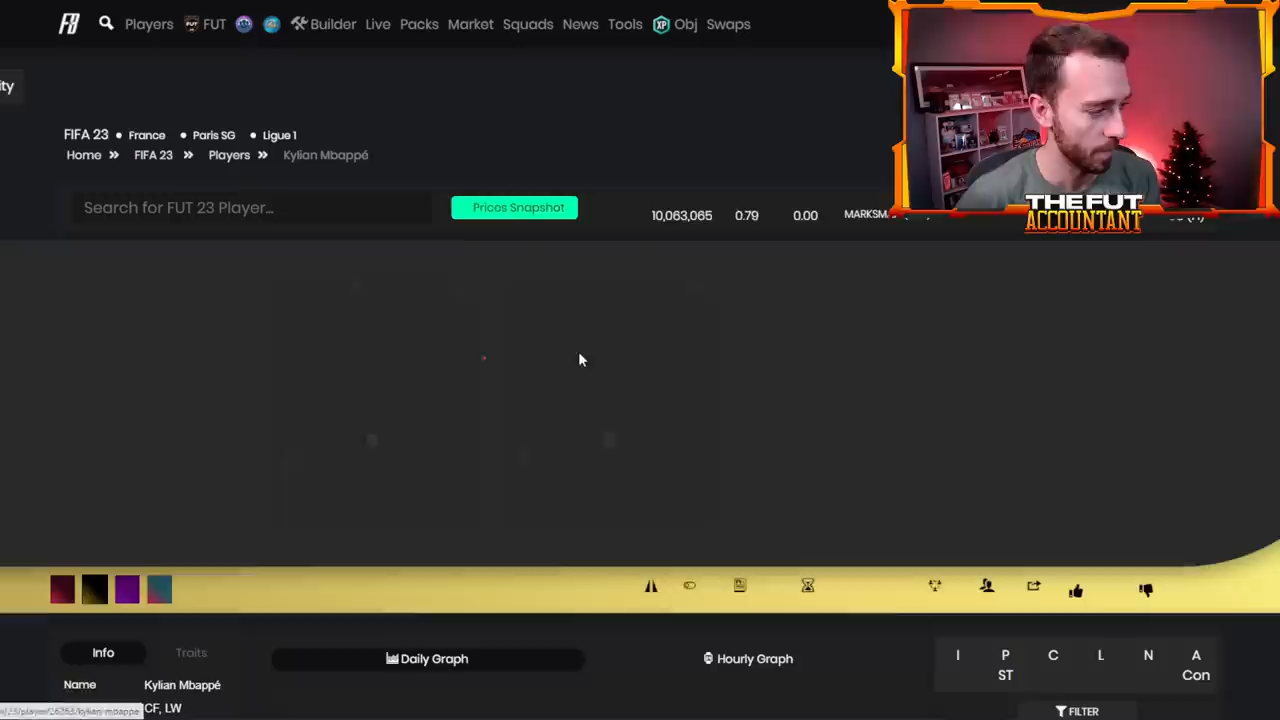 Players FUT Builder Live Packs Market Squads News Tools XP Obj Swaps
ty
FIFA 23 • France • Paris SG • Ligue 1
Home » FIFA 23 » Players » Kylian Mbappé
Search for FUT 23 Player... Prices Snapshot 10,063,065 0.79 0.00
THE FUT
ACCOUNTANT
Info Traits Daily Graph Hourly Graph I P C L N A
ST Con
Name Kylian Mbappé
CF, LW FILTER